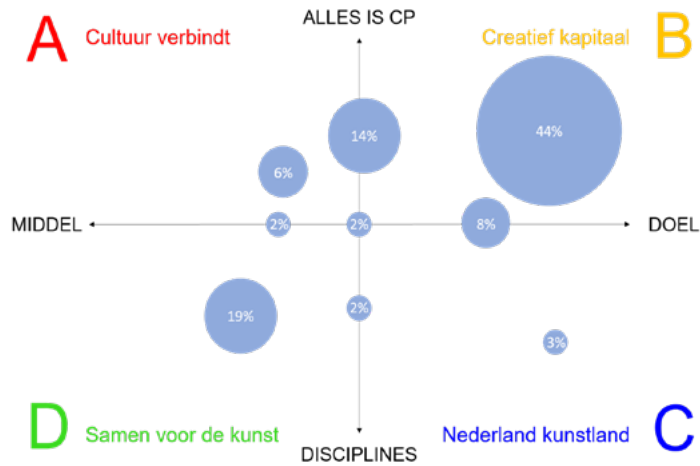 ALLES IS CP
A Cultuur verbindt
Creatief kapitaal B
14%
44%
6%
MIDDEL
2%
2%
8%
DOEL
19%
2%
3%
D Samen voor de kunst
Nederland kunstland C
DISCIPLINES